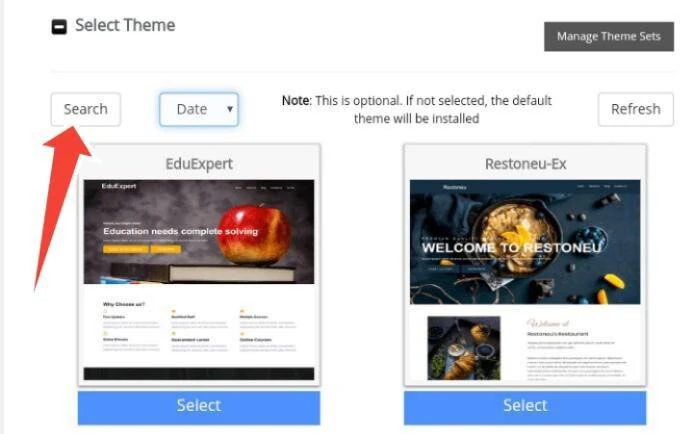 Select Theme
Manage Theme Sets
Search
Date
Note: This is optional. If not selected, the default
theme will be installed
Refresh
EduExpert
EduExpert
Education needs complete solving
Why Choose us?
Online Courses
Select
Restoneu-Ex
Restoneu
WELCOME TO RESTONEU
Welcome at
Restoneu's Restaurant
Select